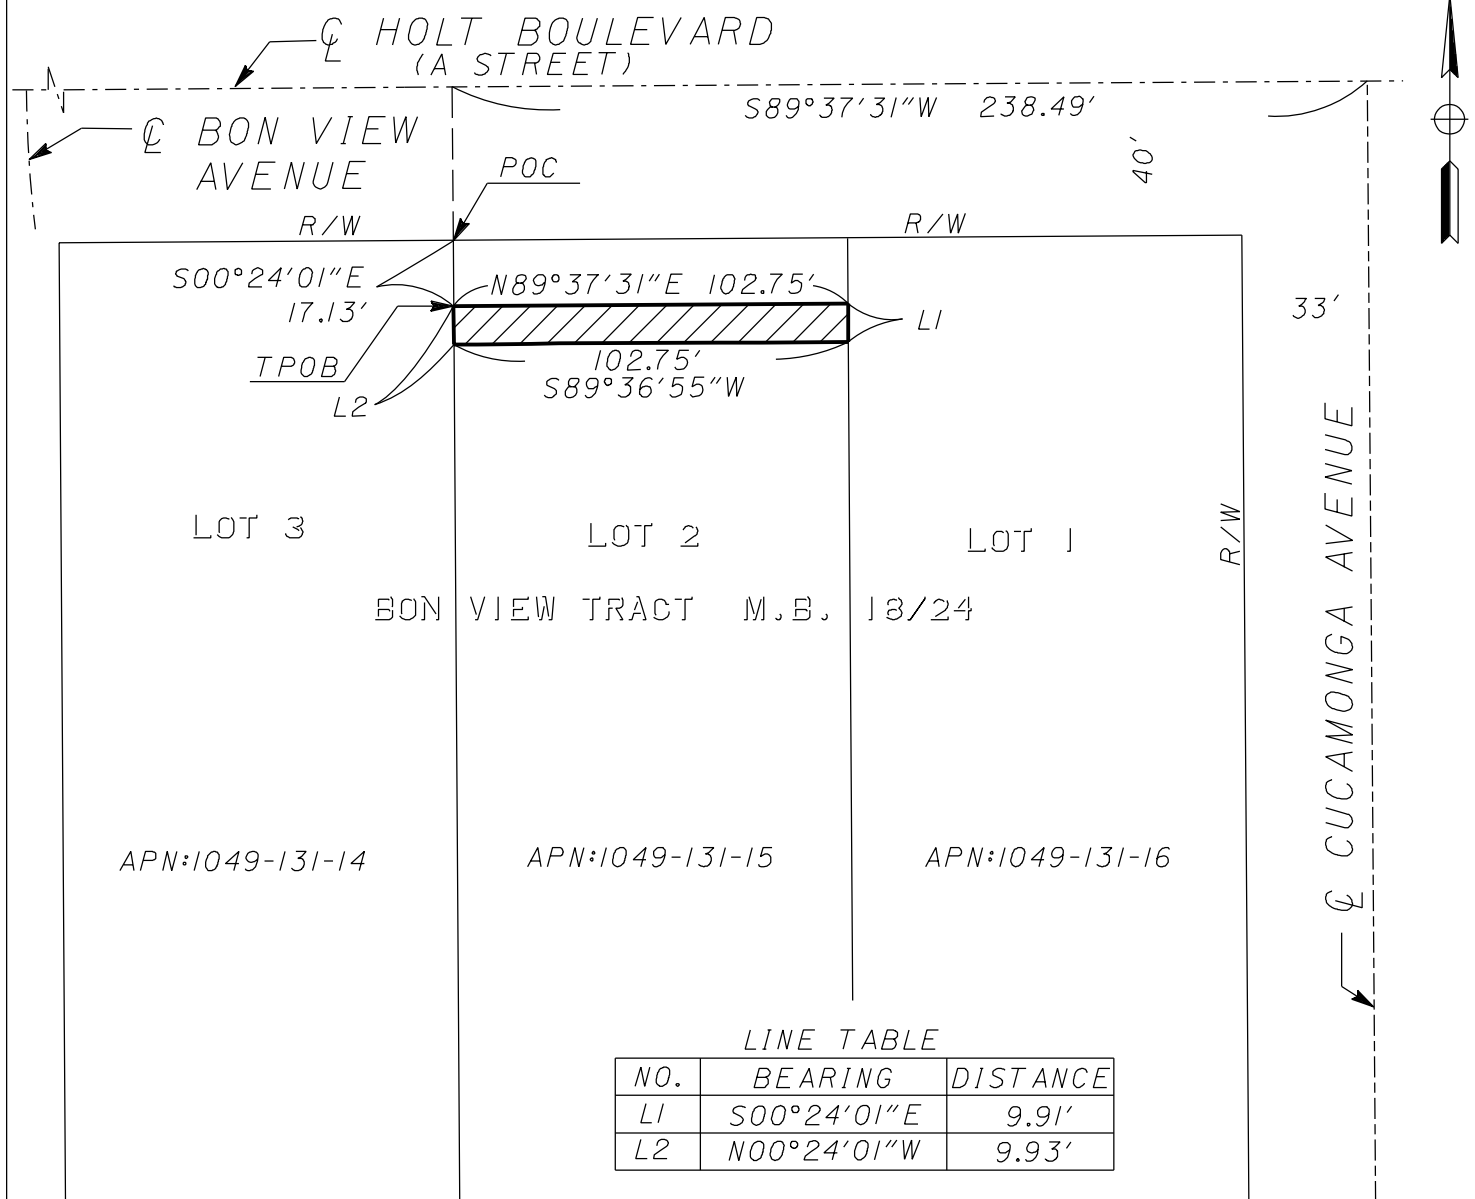 ℄ HOLT BOULEVARD
(A STREET)
S89°37'31"W 238.49'
℄ BON VIEW
AVENUE
40'
POC
R/W
R/W
S00°24'01"E
17.13'
N89°37'31"E 102.75'
33'
L1
TPOB
102.75'
S89°36'55"W
L2
LOT 3
LOT 2
LOT 1
R/W
℄ CUCAMONGA AVENUE
BON VIEW TRACT M.B. 18/24
APN:1049-131-14
APN:1049-131-15
APN:1049-131-16
LINE TABLE
NO. BEARING DISTANCE
L1 S00°24'01"E 9.91'
L2 N00°24'01"W 9.93'